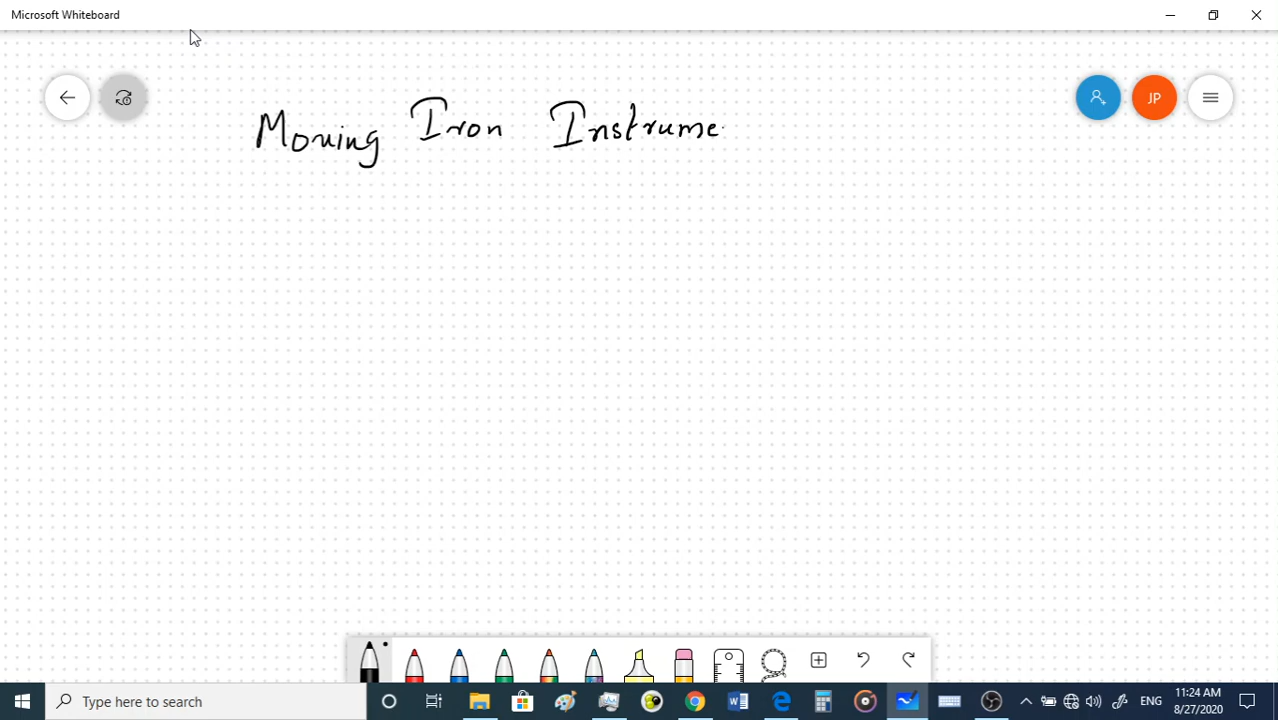 Microsoft Whiteboard
JP
Moving Iron Instrume
Type here to search
ENG
11:24 AM
8/27/2020